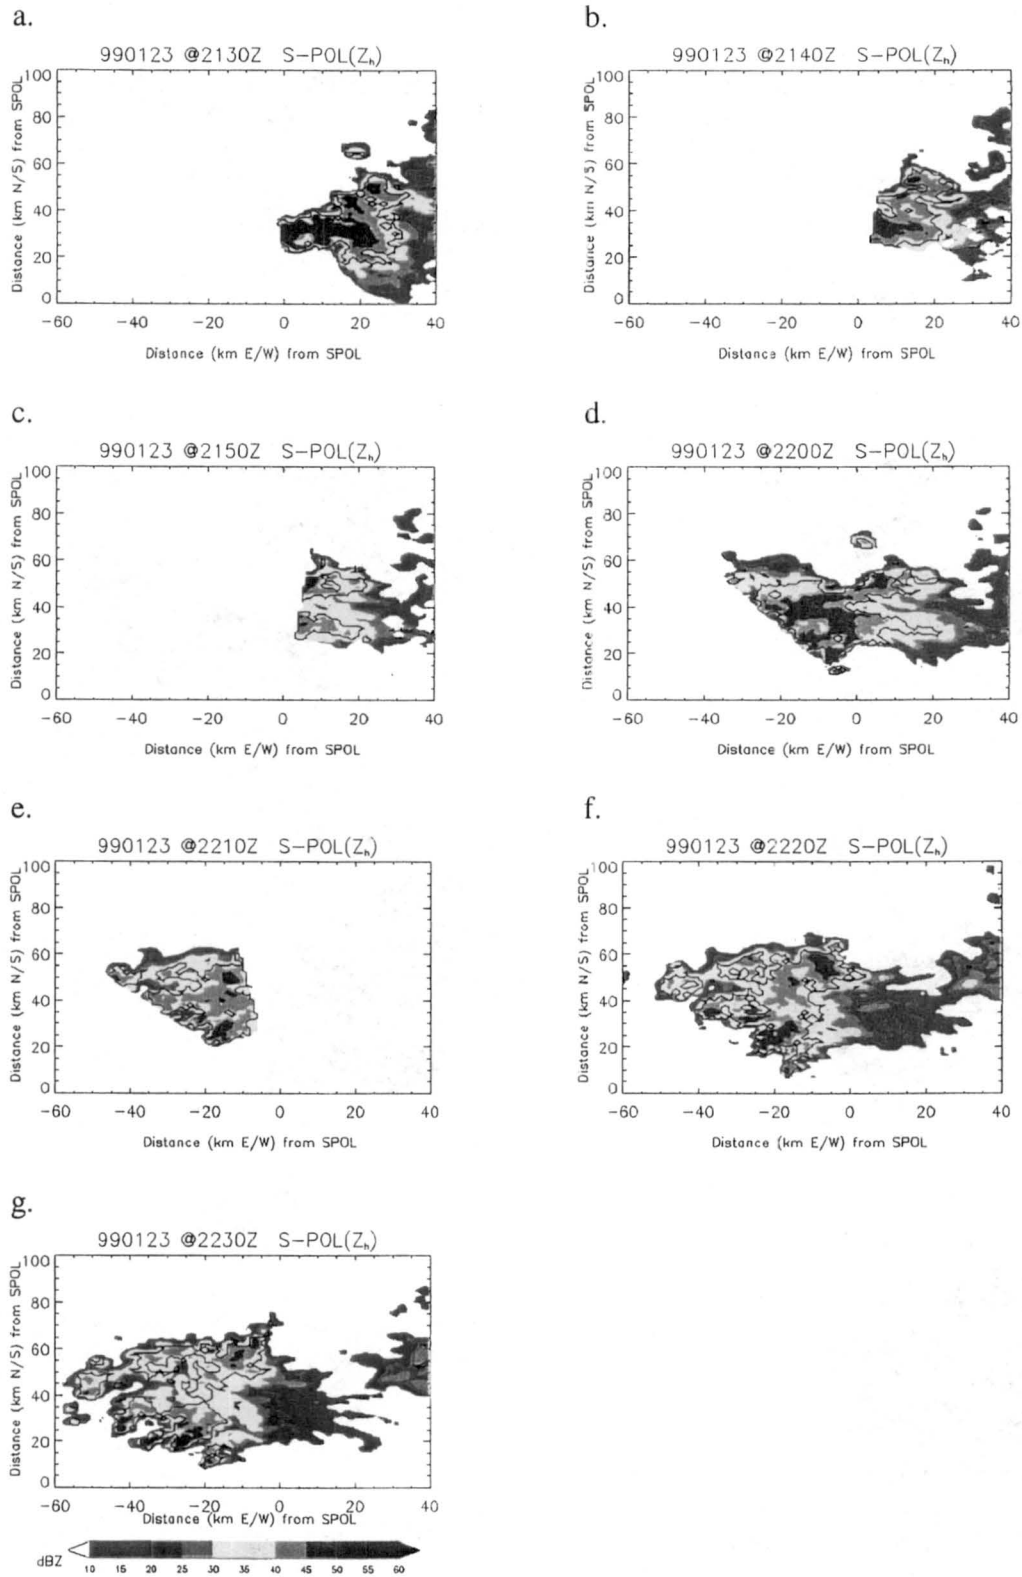 a.
990123 @2130Z S-POL(Zh)
Distance (km N/S) from SPOL
100
80
60
40
20
0
-60 -40 -20 0 20 40
Distance (km E/W) from SPOL
b.
990123 @2140Z S-POL(Zh)
Distance (km N/S) from SPOL
100
80
60
40
20
0
-60 -40 -20 0 20 40
Distance (km E/W) from SPOL
c.
990123 @2150Z S-POL(Zh)
Distance (km N/S) from SPOL
100
80
60
40
20
0
-60 -40 -20 0 20 40
Distance (km E/W) from SPOL
d.
990123 @2200Z S-POL(Zh)
Distance (km N/S) from SPOL
100
80
60
40
20
0
-60 -40 -20 0 20 40
Distance (km E/W) from SPOL
e.
990123 @2210Z S-POL(Zh)
Distance (km N/S) from SPOL
100
80
60
40
20
0
-60 -40 -20 0 20 40
Distance (km E/W) from SPOL
f.
990123 @2220Z S-POL(Zh)
Distance (km N/S) from SPOL
100
80
60
40
20
0
-60 -40 -20 0 20 40
Distance (km E/W) from SPOL
g.
990123 @2230Z S-POL(Zh)
Distance (km N/S) from SPOL
100
80
60
40
20
0
-60 -40 -20 0 20 40
Distance (km E/W) from SPOL
dBZ
10 15 20 25 30 35 40 45 50 55 60